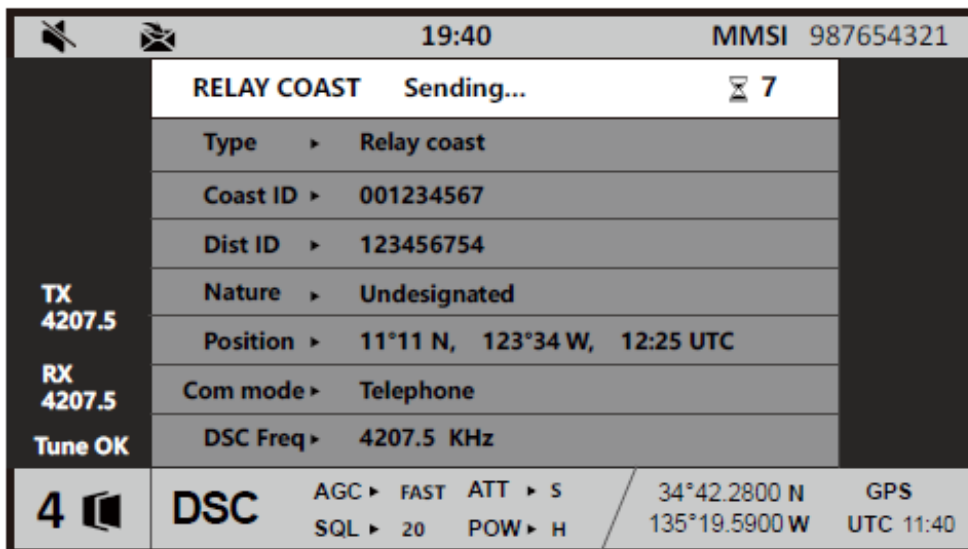 19:40 MMSI 987654321
RELAY COAST Sending... 7
Type Relay coast
Coast ID 001234567
Dist ID 123456754
Nature Undesignated
Position 11°11 N, 123°34 W, 12:25 UTC
Com mode Telephone
DSC Freq 4207.5 KHz
TX
4207.5
RX
4207.5
Tune OK
4 DSC
AGC FAST ATT S
SQL 20 POW H
34°42.2800 N GPS
135°19.5900 W UTC 11:40